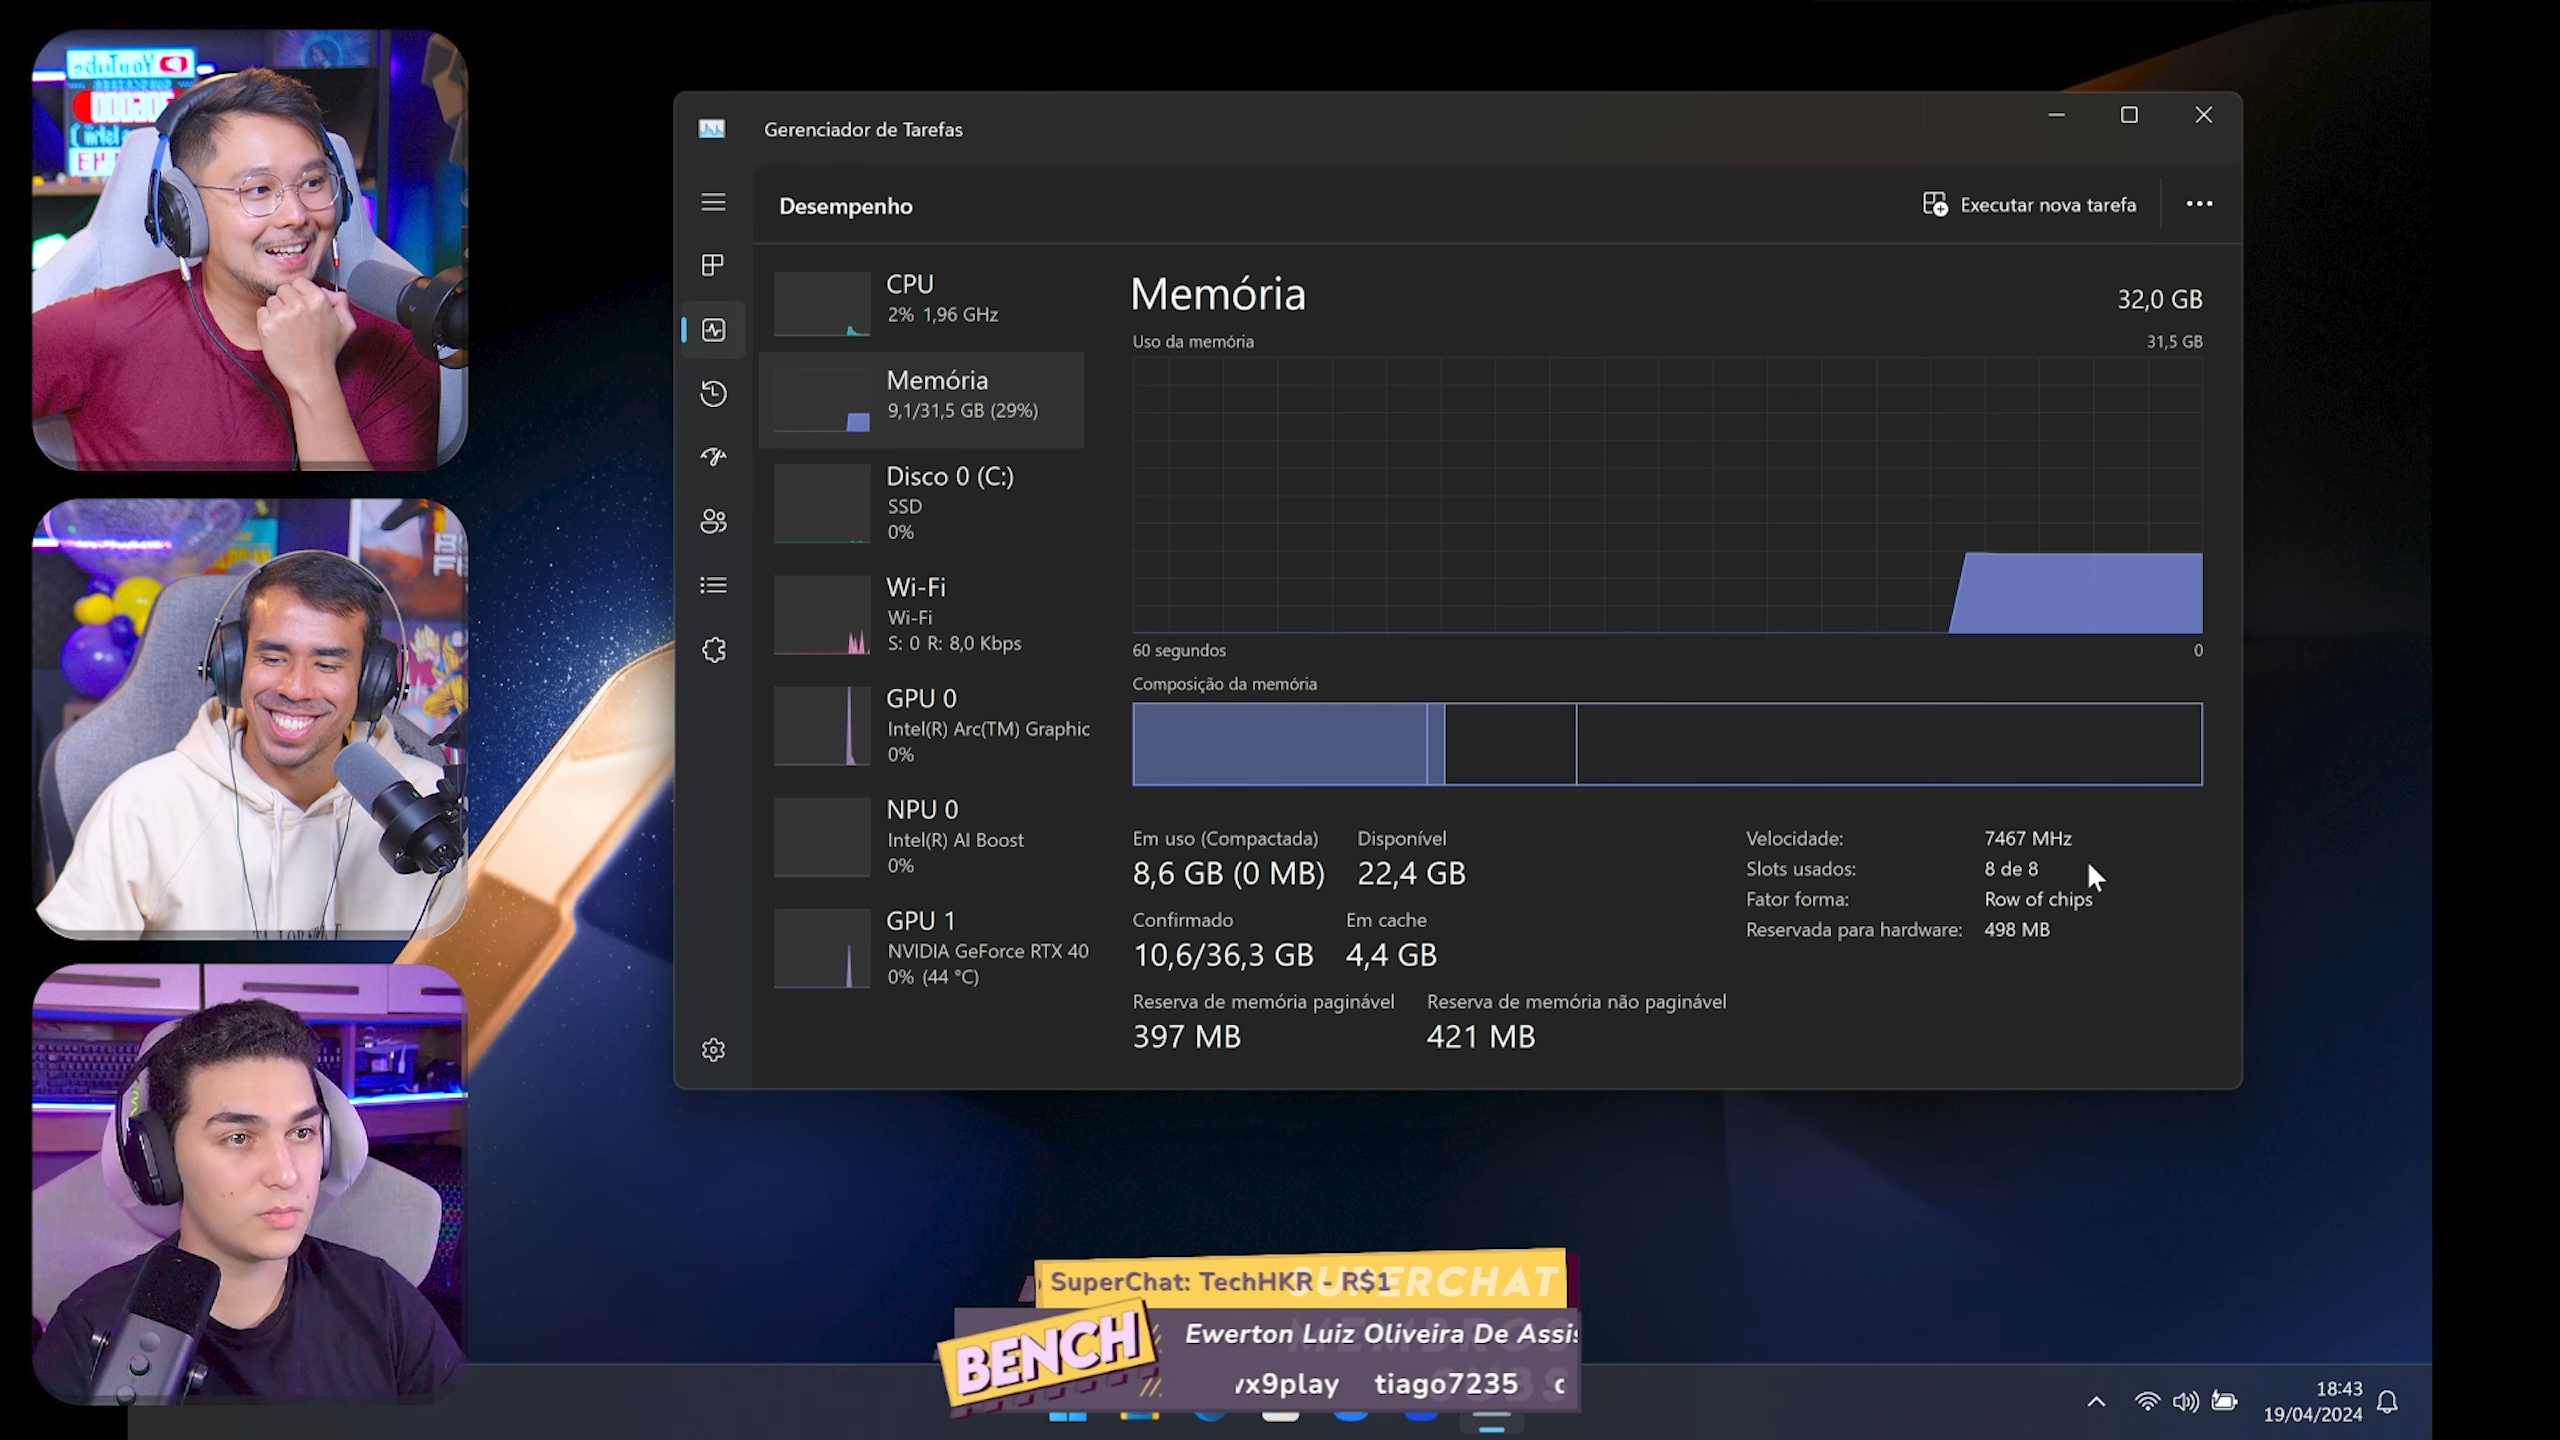 Gerenciador de Tarefas
Desempenho
Executar nova tarefa
CPU
2% 1,96 GHz
Memória
9,1/31,5 GB (29%)
Disco 0 (C:)
SSD
0%
Wi-Fi
Wi-Fi
S: 0 R: 8,0 Kbps
GPU 0
Intel(R) Arc(TM) Graphic
0%
NPU 0
Intel(R) AI Boost
0%
GPU 1
NVIDIA GeForce RTX 40
0% (44 °C)
Memória
32,0 GB
Uso da memória
31,5 GB
60 segundos
0
Composição da memória
Em uso (Compactada)
8,6 GB (0 MB)
Disponível
22,4 GB
Confirmado
10,6/36,3 GB
Em cache
4,4 GB
Reserva de memória paginável
397 MB
Reserva de memória não paginável
421 MB
Velocidade: 7467 MHz
Slots usados: 8 de 8
Fator forma: Row of chips
Reservada para hardware: 498 MB
SuperChat: TechHKR - R$1
SUPERCHAT
BENCH
Ewerton Luiz Oliveira De Assis
MEMBROS
vx9play tiago7235
SUBS
18:43
19/04/2024